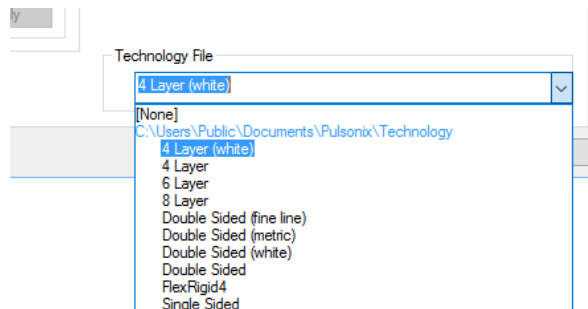 Technology File
4 Layer (white)
[None]
C:\Users\Public\Documents\Pulsonix\Technology
4 Layer (white)
4 Layer
6 Layer
8 Layer
Double Sided (fine line)
Double Sided (metric)
Double Sided (white)
Double Sided
FlexRigid4
Single Sided